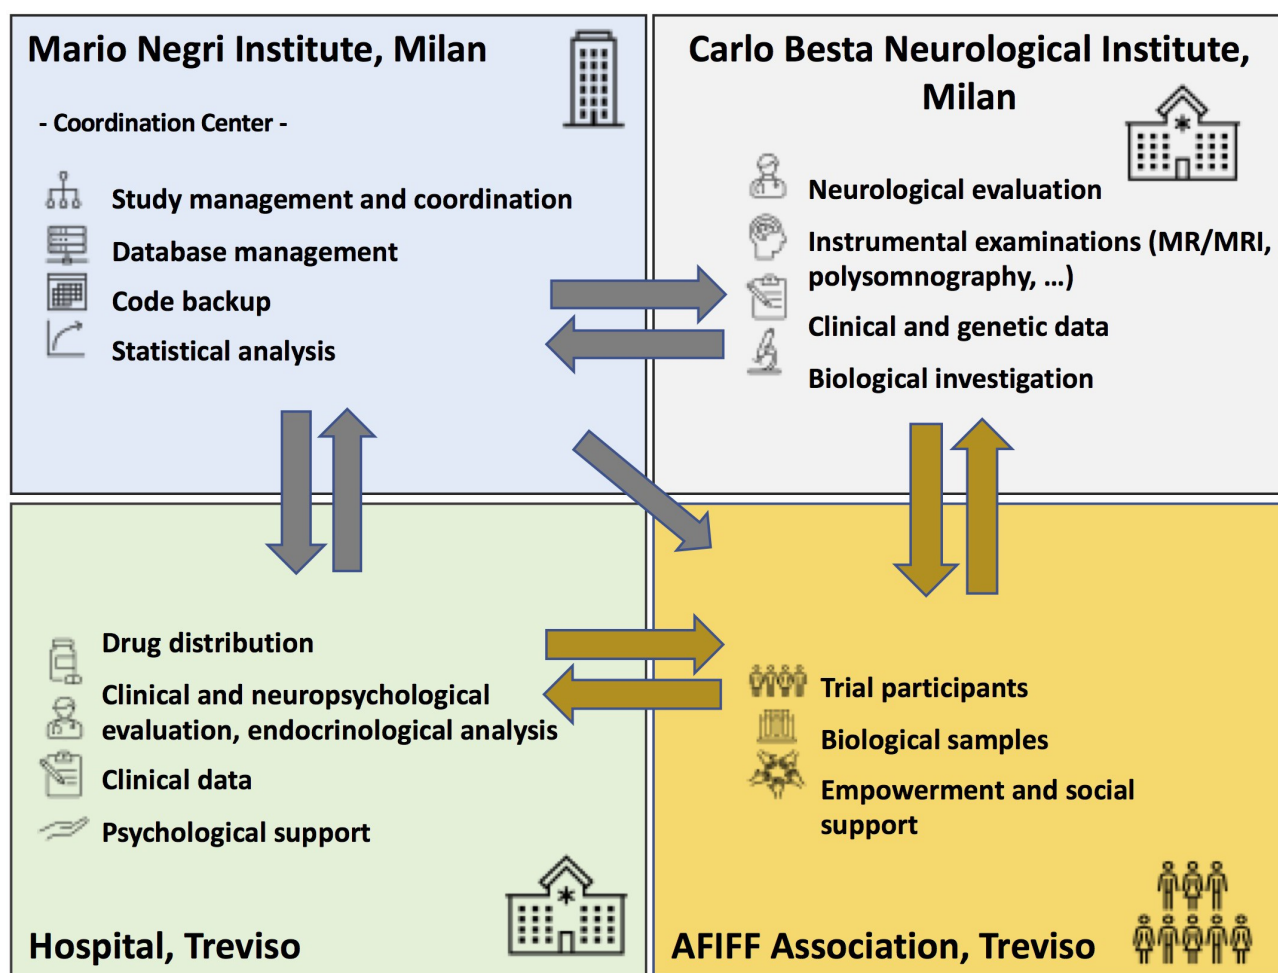 Mario Negri Institute, Milan
- Coordination Center -
Study management and coordination
Database management
Code backup
Statistical analysis
Carlo Besta Neurological Institute,
Milan
Neurological evaluation
Instrumental examinations (MR/MRI,
polysomnography, ...)
Clinical and genetic data
Biological investigation
Drug distribution
Clinical and neuropsychological
evaluation, endocrinological analysis
Clinical data
Psychological support
Hospital, Treviso
Trial participants
Biological samples
Empowerment and social
support
AFIFF Association, Treviso